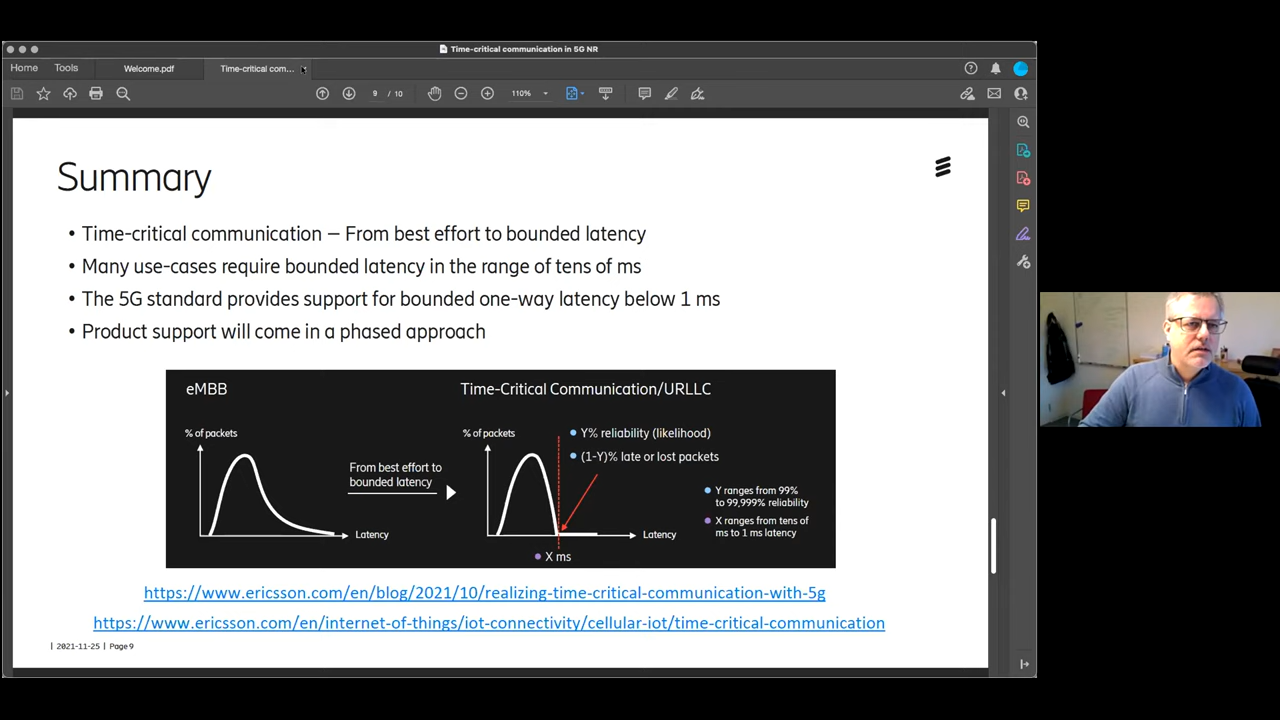 Time-critical communication in 5G NR
Home Tools Welcome.pdf Time-critical com...
9 / 10 110%
Summary
• Time-critical communication – From best effort to bounded latency
• Many use-cases require bounded latency in the range of tens of ms
• The 5G standard provides support for bounded one-way latency below 1 ms
• Product support will come in a phased approach
eMBB
% of packets
Latency
From best effort to
bounded latency
Time-Critical Communication/URLLC
% of packets
Y% reliability (likelihood)
(1-Y)% late or lost packets
Latency
X ms
Y ranges from 99%
to 99,999% reliability
X ranges from tens of
ms to 1 ms latency
https://www.ericsson.com/en/blog/2021/10/realizing-time-critical-communication-with-5g
https://www.ericsson.com/en/internet-of-things/iot-connectivity/cellular-iot/time-critical-communication
| 2021-11-25 | Page 9